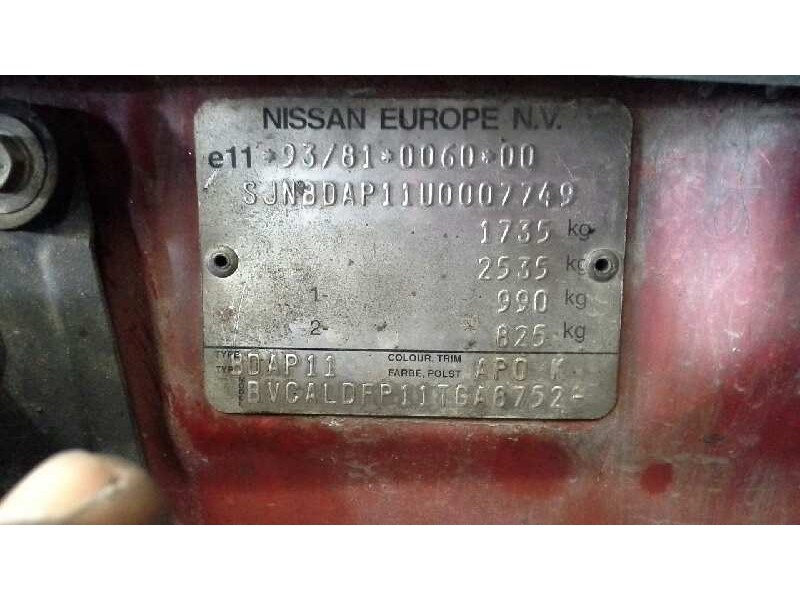 NISSAN EUROPE N.V.
e11 *93/81*0060*00
SJNBDAP11U0007749
1735 kg
2535 kg
1- 990 kg
2- 825 kg
TYPE
TYP BDAP11 COLOUR, TRIM
FARBE, POLST APO K
BVCALDFP11TGA8752-